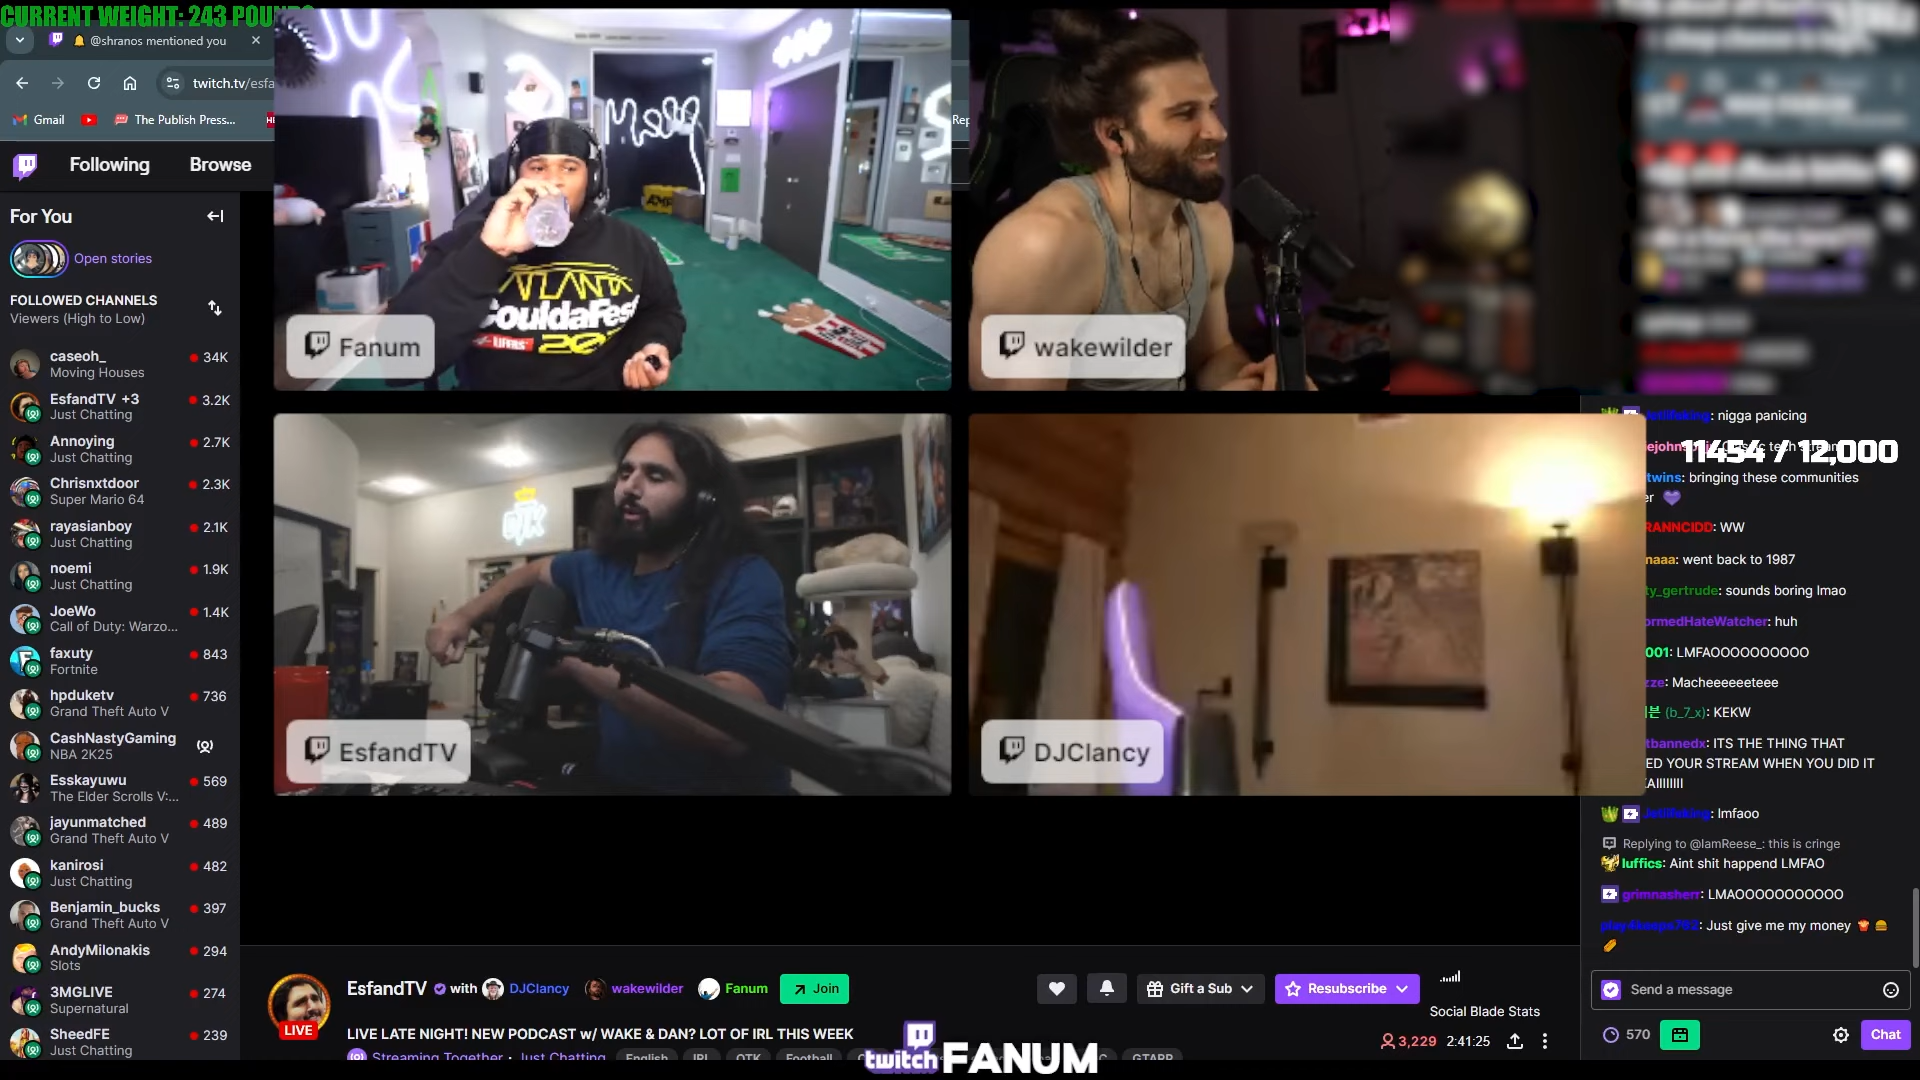 CURRENT WEIGHT: 243 POUNDS
@shranos mentioned you
twitch.tv/esfa
Gmail
The Publish Press...
Rep
Following
Browse
For You
Open stories
FOLLOWED CHANNELS
Viewers (High to Low)
caseoh_ 34K
Moving Houses
EsfandTV +3 3.2K
Just Chatting
Annoying 2.7K
Just Chatting
Chrisnxtdoor 2.3K
Super Mario 64
rayasianboy 2.1K
Just Chatting
noemi 1.9K
Just Chatting
JoeWo 1.4K
Call of Duty: Warzo...
faxuty 843
Fortnite
hpduketv 736
Grand Theft Auto V
CashNastyGaming
NBA 2K25
Esskayuwu 569
The Elder Scrolls V:...
jayunmatched 489
Grand Theft Auto V
kanirosi 482
Just Chatting
Benjamin_bucks 397
Grand Theft Auto V
AndyMilonakis 294
Slots
3MGLIVE 274
Supernatural
SheedFE 239
Just Chatting
AMP
ATLANTA
CouldaFest
20
Fanum
wakewilder
EsfandTV
DJClancy
: nigga panicing
11454 / 12,000
twins: bringing these communities
er
RANNCIDD: WW
naaa: went back to 1987
ty_gertrude: sounds boring lmao
ormedHateWatcher: huh
001: LMFAOOOOOOOOOO
zze: Macheeeeeeteee
(b_7_x): KEKW
tbannedx: ITS THE THING THAT
ED YOUR STREAM WHEN YOU DID IT
: lmfaoo
Replying to @IamReese_: this is cringe
luffics: Aint shit happend LMFAO
grimnasherr: LMAOOOOOOOOOOO
: Just give me my money
Send a message
570
Chat
EsfandTV with DJClancy wakewilder Fanum Join
Gift a Sub
Resubscribe
Social Blade Stats
LIVE
LIVE LATE NIGHT! NEW PODCAST w/ WAKE & DAN? LOT OF IRL THIS WEEK
3,229 2:41:25
Streaming Together · Just Chatting English IRL OTK Football
GTARP
twitch FANUM